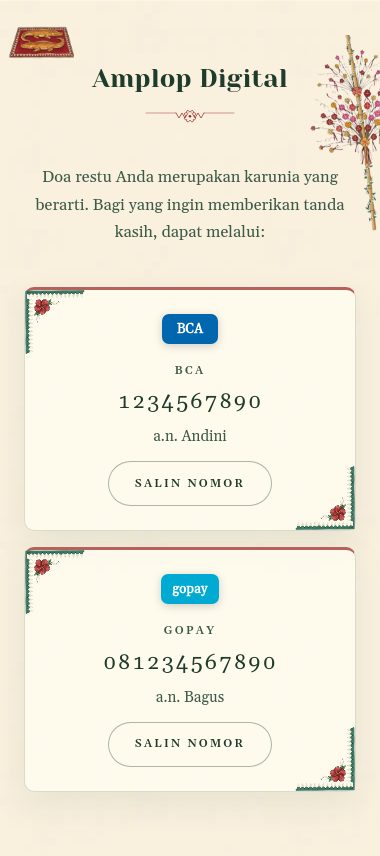 Amplop Digital
Doa restu Anda merupakan karunia yang
berarti. Bagi yang ingin memberikan tanda
kasih, dapat melalui:
BCA
BCA
1234567890
a.n. Andini
SALIN NOMOR
gopay
GOPAY
081234567890
a.n. Bagus
SALIN NOMOR